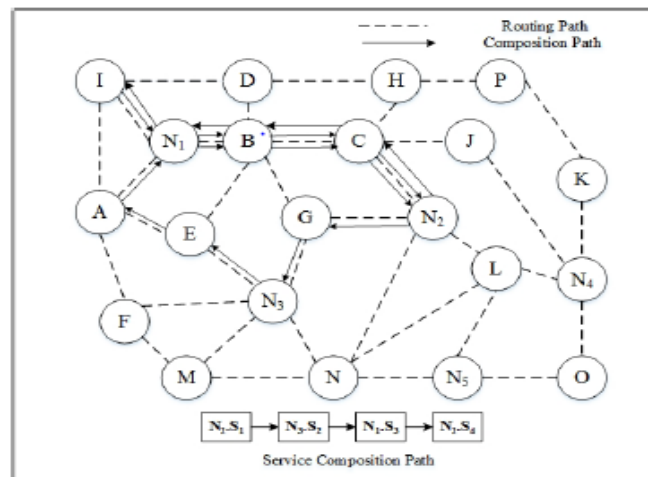 Routing Path
Composition Path
I
D
H
P
N₁
B
C
J
K
A
E
G
N₂
L
N₄
N₃
F
M
N
N₅
O
N₂-S₁
N₃-S₂
N₁-S₃
N₂-S₄
Service Composition Path